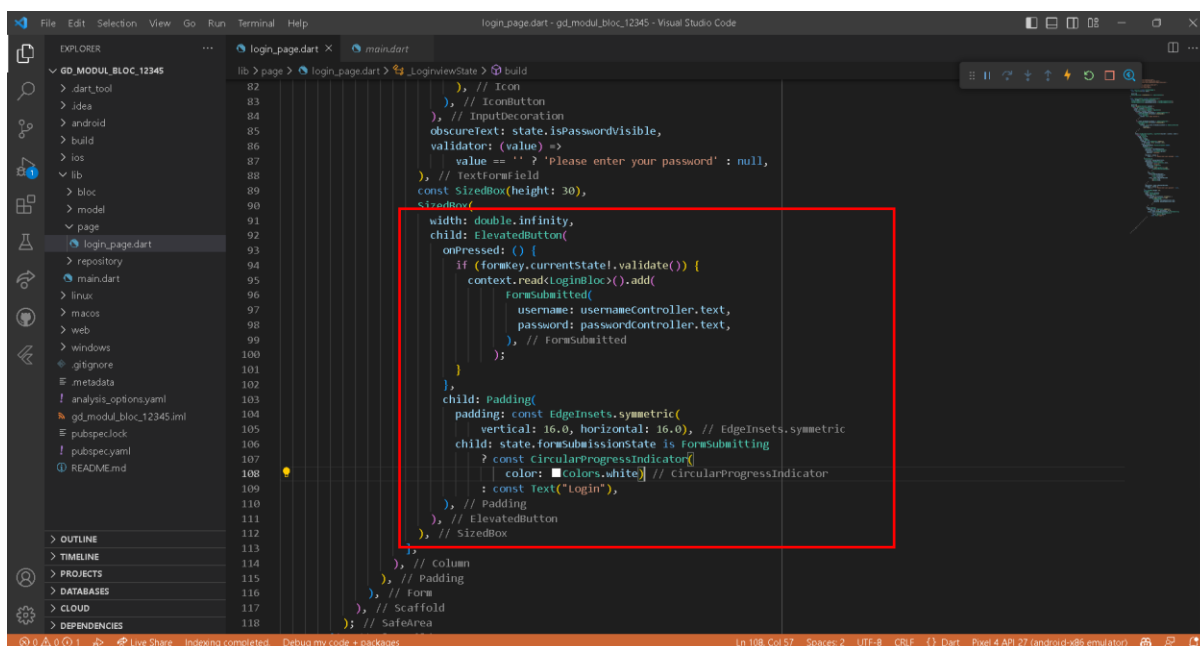 File Edit Selection View Go Run Terminal Help
login_page.dart - gd_modul_bloc_12345 - Visual Studio Code
EXPLORER
GD_MODUL_BLOC_12345
.dart_tool
.idea
android
build
ios
lib
bloc
model
page
login_page.dart
repository
main.dart
linux
macos
web
windows
.gitignore
.metadata
analysis_options.yaml
gd_modul_bloc_12345.iml
pubspec.lock
pubspec.yaml
README.md
OUTLINE
TIMELINE
PROJECTS
DATABASES
CLOUD
DEPENDENCIES
1
login_page.dart
main.dart
lib > page > login_page.dart > _LoginviewState > build
82 ), // Icon
83 ), // IconButton
84 ), // InputDecoration
85 obscureText: state.isPasswordVisible,
86 validator: (value) =>
87 value == '' ? 'Please enter your password' : null,
88 ), // TextFormField
89 const SizedBox(height: 30),
90 SizedBox(
91 width: double.infinity,
92 child: ElevatedButton(
93 onPressed: () {
94 if (formKey.currentState!.validate()) {
95 context.read<LoginBloc>().add(
96 FormSubmitted(
97 username: usernameController.text,
98 password: passwordController.text,
99 ), // FormSubmitted
100 );
101 }
102 },
103 child: Padding(
104 padding: const EdgeInsets.symmetric(
105 vertical: 16.0, horizontal: 16.0), // EdgeInsets.symmetric
106 child: state.formSubmissionState is FormSubmitting
107 ? const CircularProgressIndicator(
108 color: Colors.white) // CircularProgressIndicator
109 : const Text("Login"),
110 ), // Padding
111 ), // ElevatedButton
112 ), // SizedBox
113 ],
114 ), // Column
115 ), // Padding
116 ), // Form
117 ), // Scaffold
118 ); // SafeArea
0 0 1 Live Share Indexing completed. Debug my code + packages
Ln 108, Col 57 Spaces: 2 UTF-8 CRLF {} Dart Pixel 4 API 27 (android-x86 emulator)